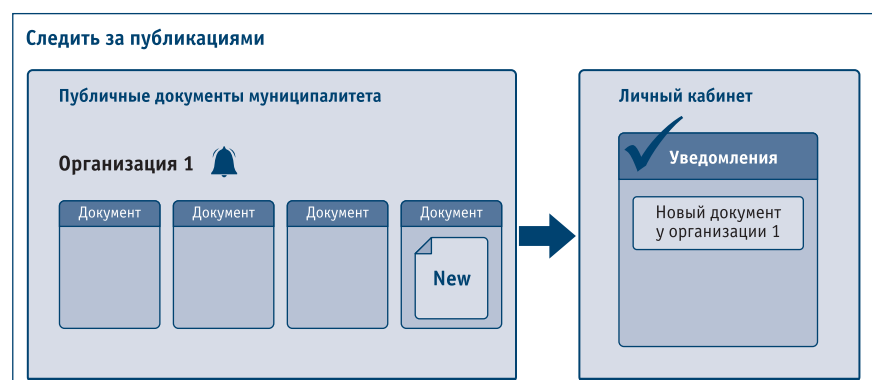 Следить за публикациями
Публичные документы муниципалитета
Организация 1
Документ
Документ
Документ
Документ
New
Личный кабинет
Уведомления
Новый документ
у организации 1